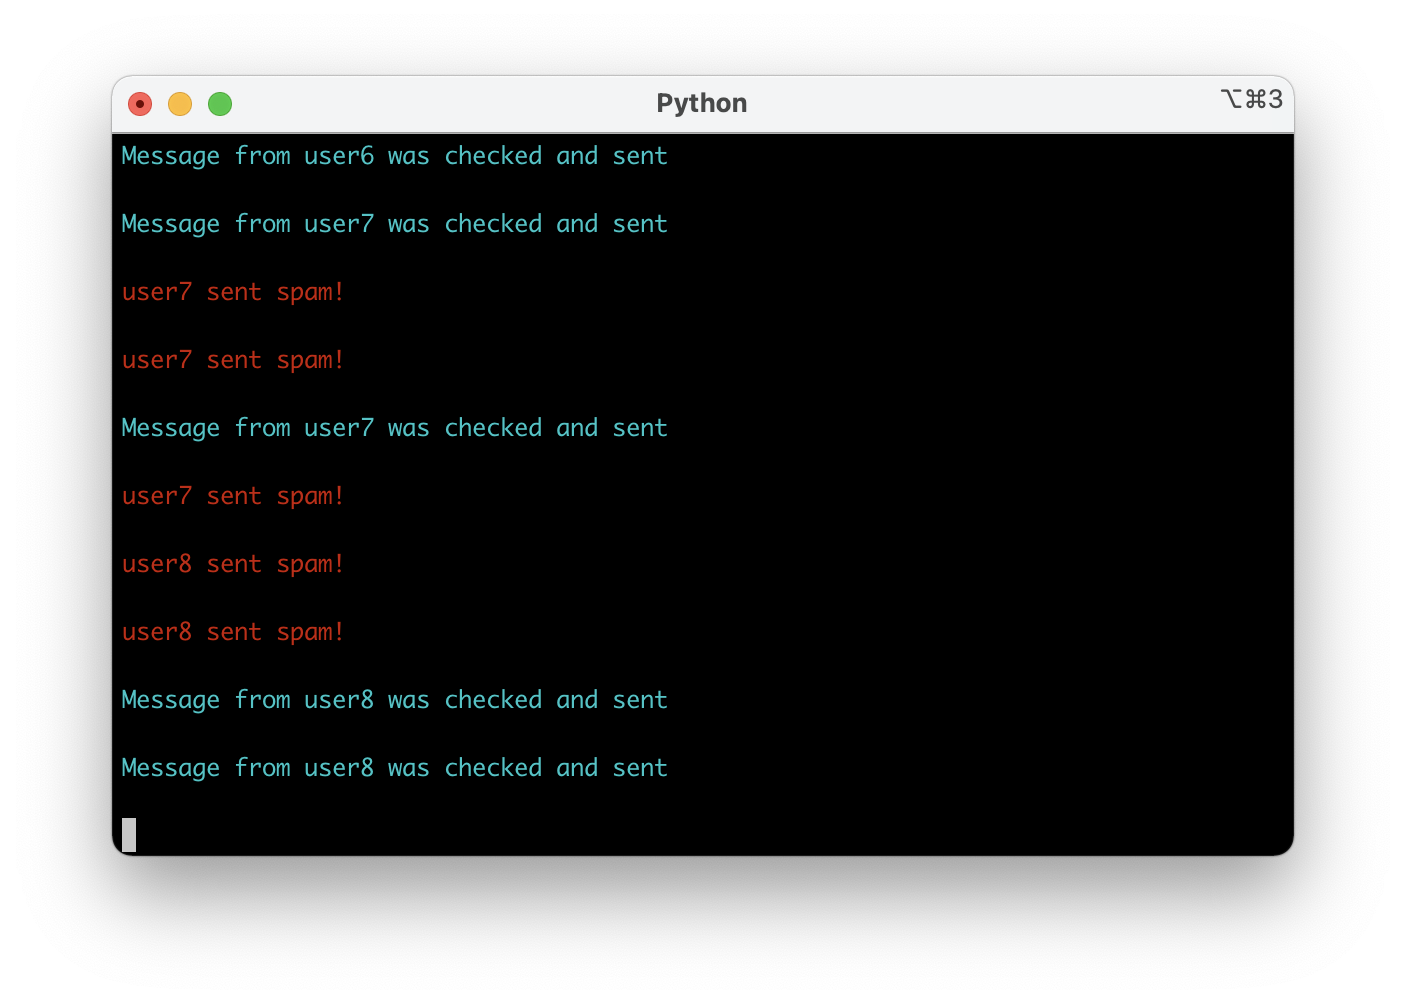 Python
⌥⌘3
Message from user6 was checked and sent
Message from user7 was checked and sent
user7 sent spam!
user7 sent spam!
Message from user7 was checked and sent
user7 sent spam!
user8 sent spam!
user8 sent spam!
Message from user8 was checked and sent
Message from user8 was checked and sent